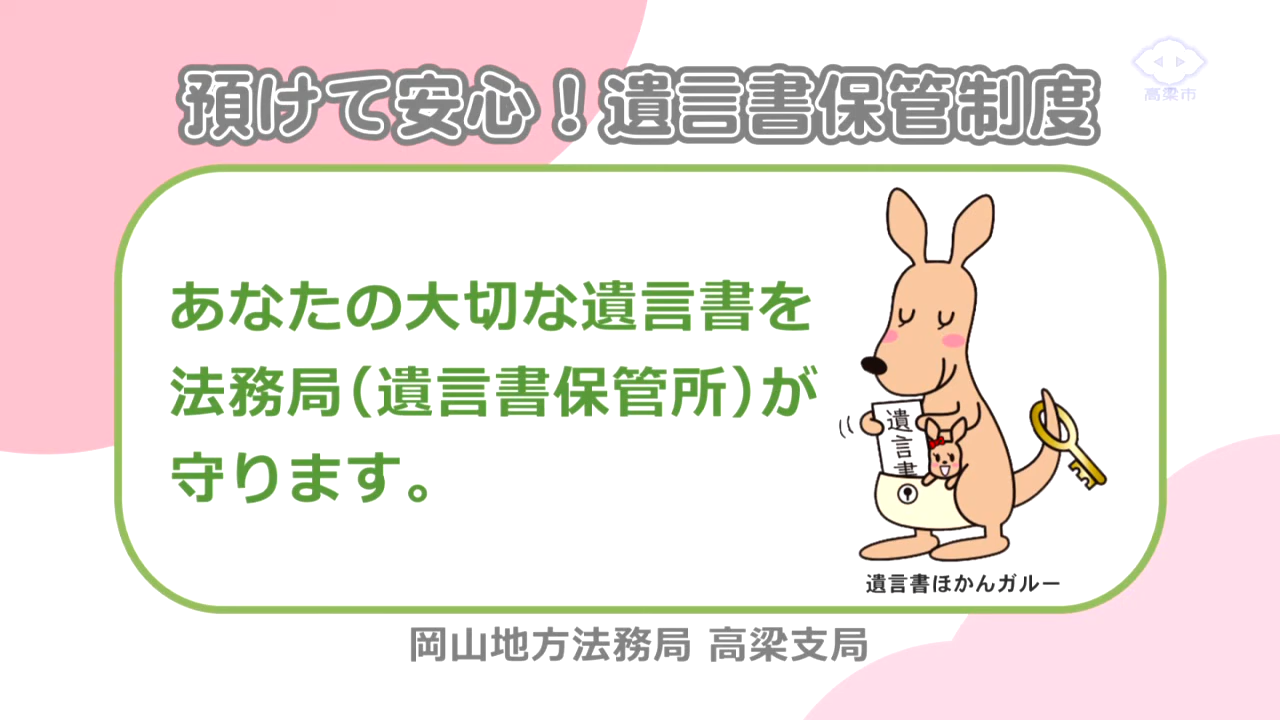 預けて安心！遺言書保管制度
高梁市
あなたの大切な遺言書を
法務局（遺言書保管所）が
守ります。
遺言書
遺言書ほかんガルー
岡山地方法務局 高梁支局